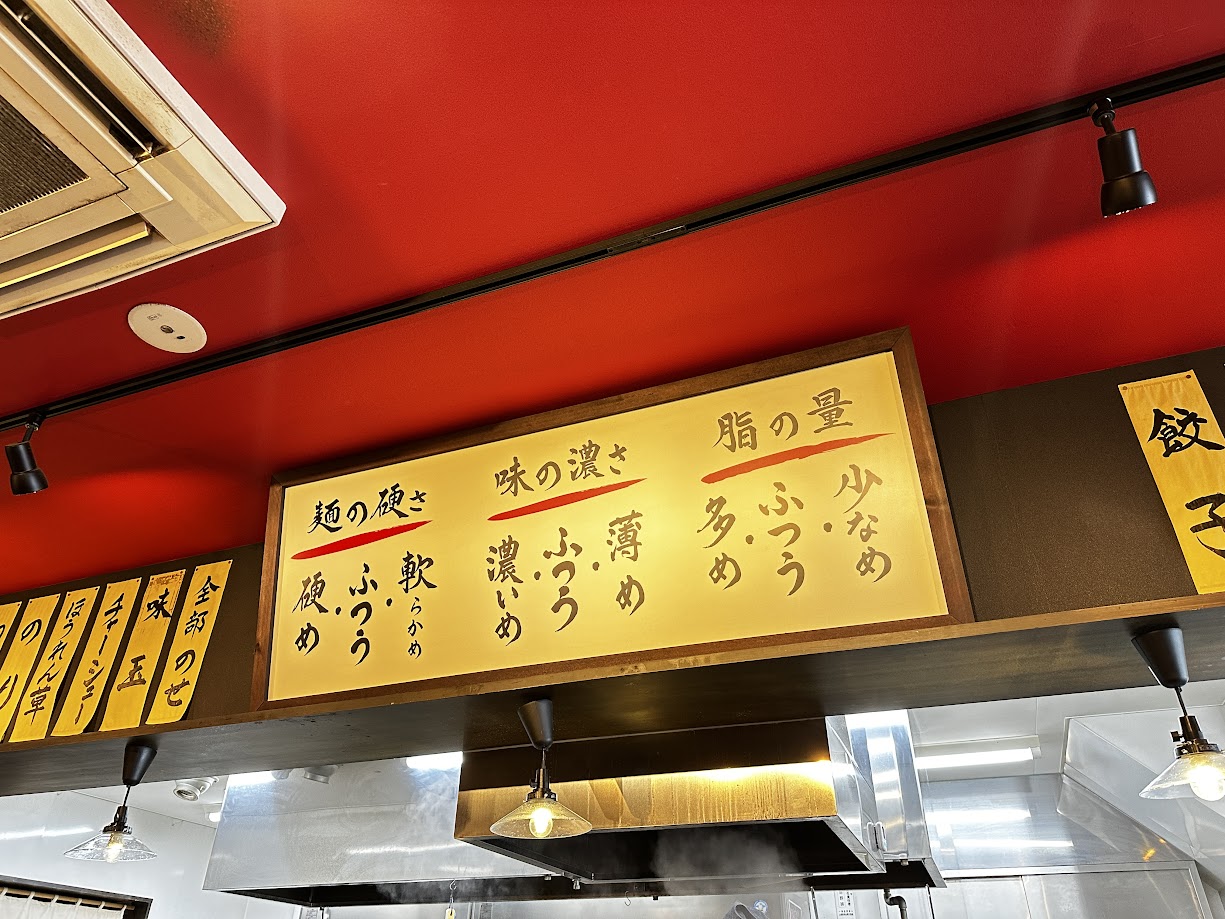 麺の硬さ
硬め・ふつう・軟らかめ
味の濃さ
濃いめ・ふつう・薄め
脂の量
多め・ふつう・少なめ
のり
ほうれん草
チャーシュー
味玉
全部のせ
餃子